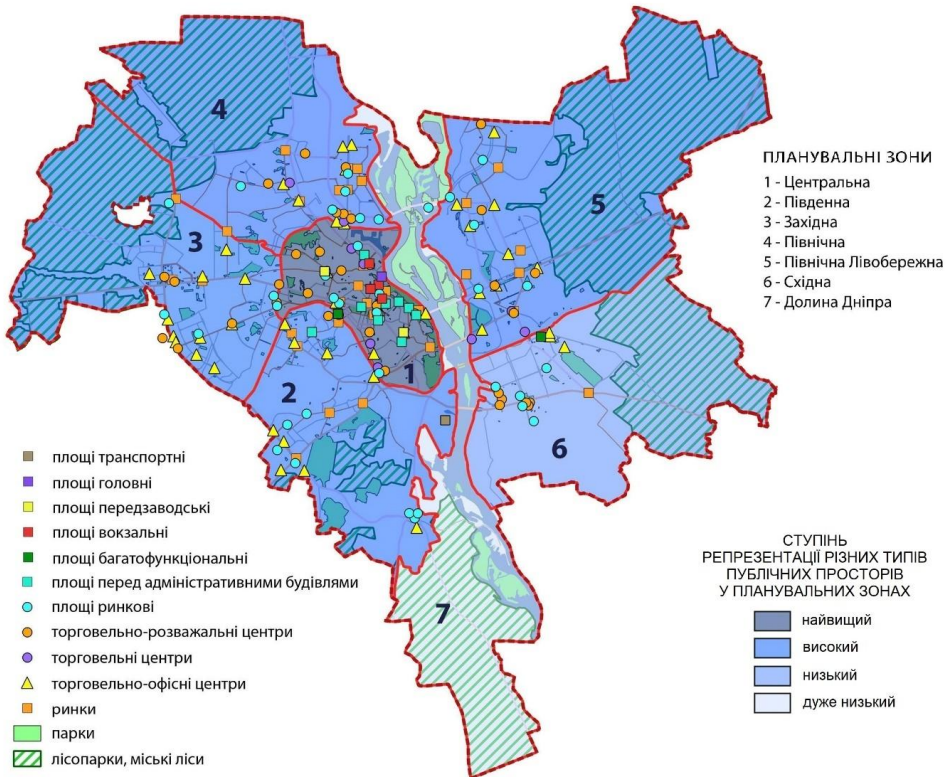 4
5
3
1
2
6
7
ПЛАНУВАЛЬНІ ЗОНИ
1 - Центральна
2 - Південна
3 - Західна
4 - Північна
5 - Північна Лівобережна
6 - Східна
7 - Долина Дніпра
площі транспортні
площі головні
площі передзаводські
площі вокзальні
площі багатофункціональні
площі перед адміністративними будівлями
площі ринкові
торговельно-розважальні центри
торговельні центри
торговельно-офісні центри
ринки
парки
лісопарки, міські ліси
СТУПІНЬ
РЕПРЕЗЕНТАЦІЇ РІЗНИХ ТИПІВ
ПУБЛІЧНИХ ПРОСТОРІВ
У ПЛАНУВАЛЬНИХ ЗОНАХ
найвищий
високий
низький
дуже низький